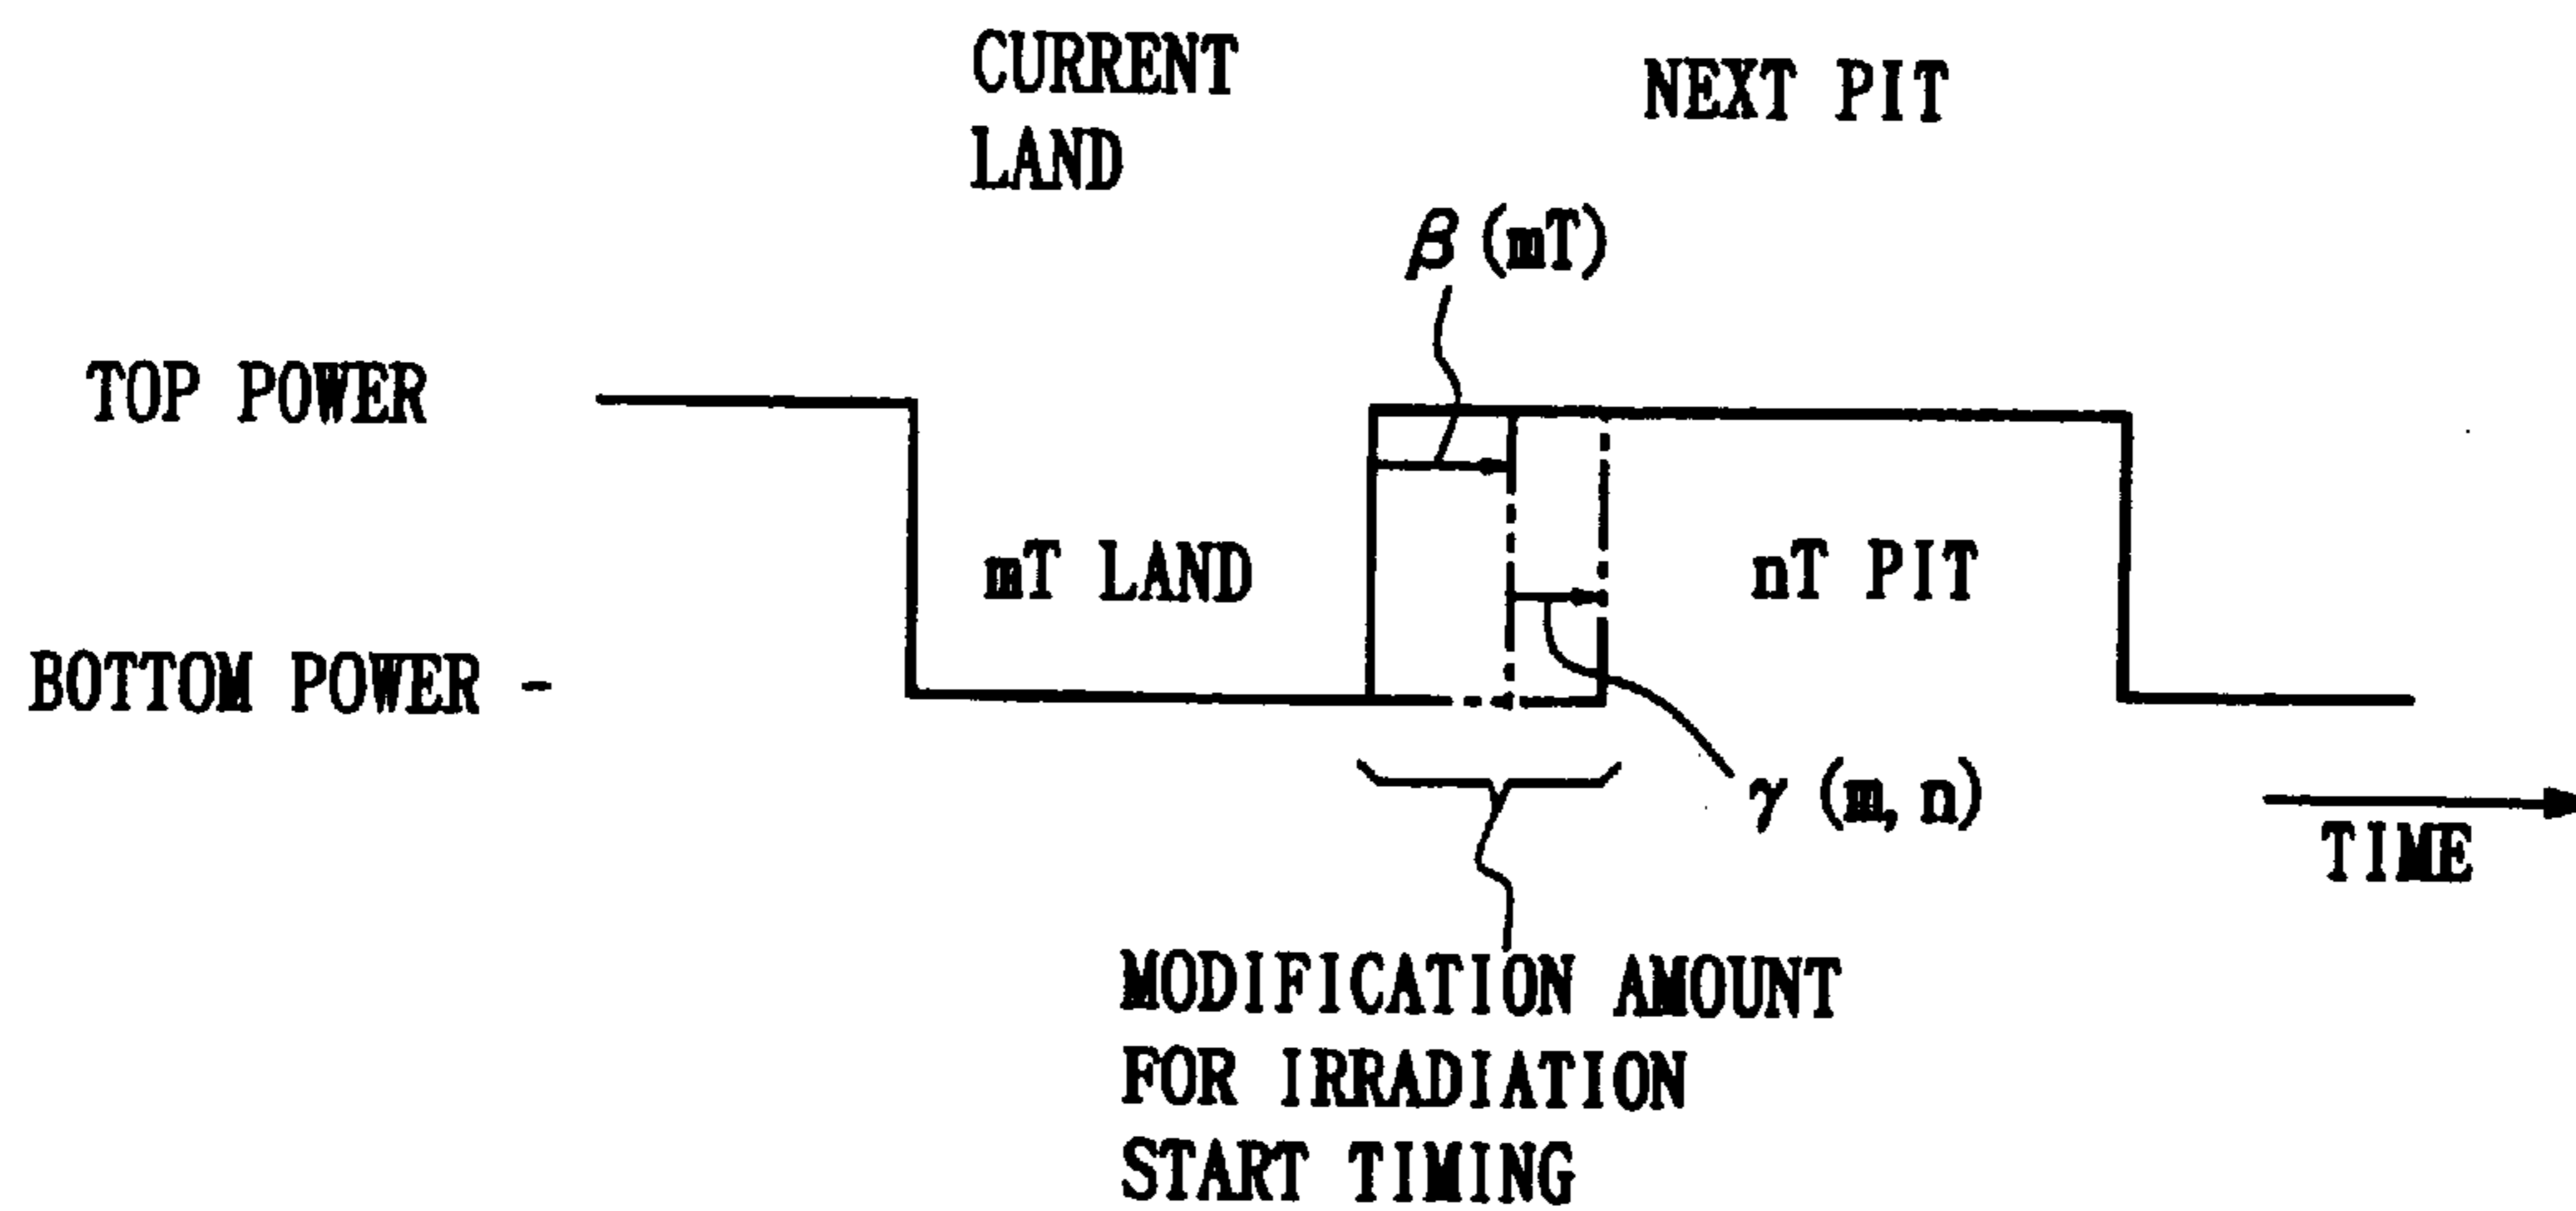 CURRENT
LAND
NEXT PIT
β (mT)
TOP POWER
mT LAND
nT PIT
BOTTOM POWER -
γ (m, n)
TIME
MODIFICATION AMOUNT
FOR IRRADIATION
START TIMING